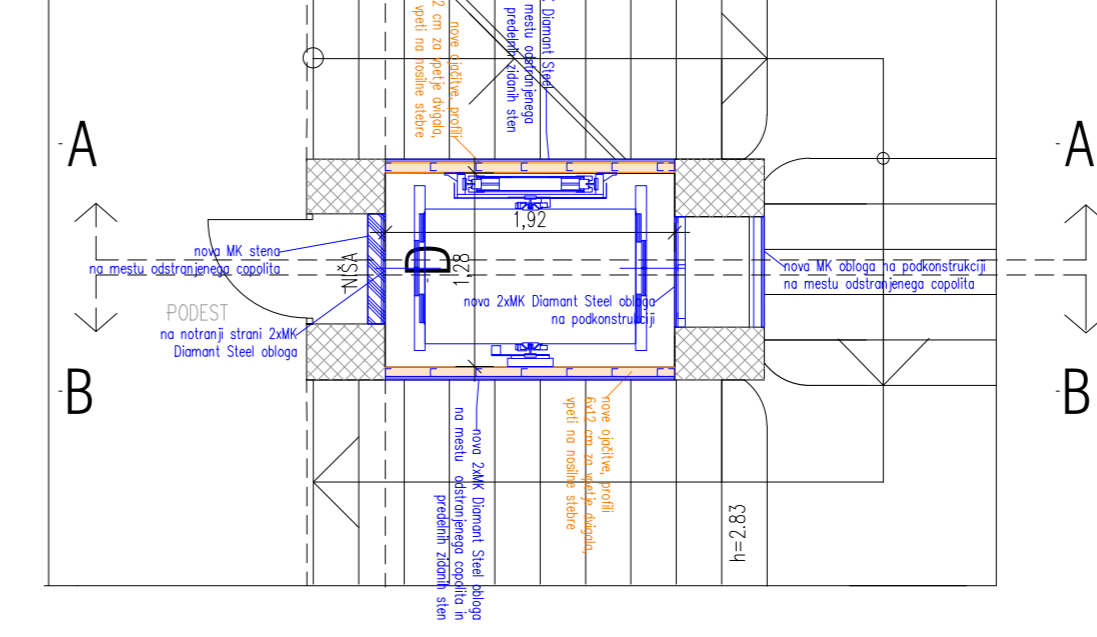 nove ojačitve, profili
2 cm za vpetje dvigala,
vpeti na nosilne stebre
Diamant Steel
mestu odstranjenega
predelnih zidanih sten
A
A
nova MK stena
na mestu odstranjenega copolita
NIŠA
D
1,92
1,28
nova MK obloga na podkonstrukciji
na mestu odstranjenega copolita
PODEST
na notranji strani 2xMK
Diamant Steel obloga
nova 2xMK Diamant Steel obloga
na podkonstrukciji
B
B
nova 2xMK Diamant Steel obloga
na mestu odstranjenega copolita in
predelnih zidanih sten
nove ojačitve, profili
6x12 cm za vpetje dvigala,
vpeti na nosilne stebre
h=2.83